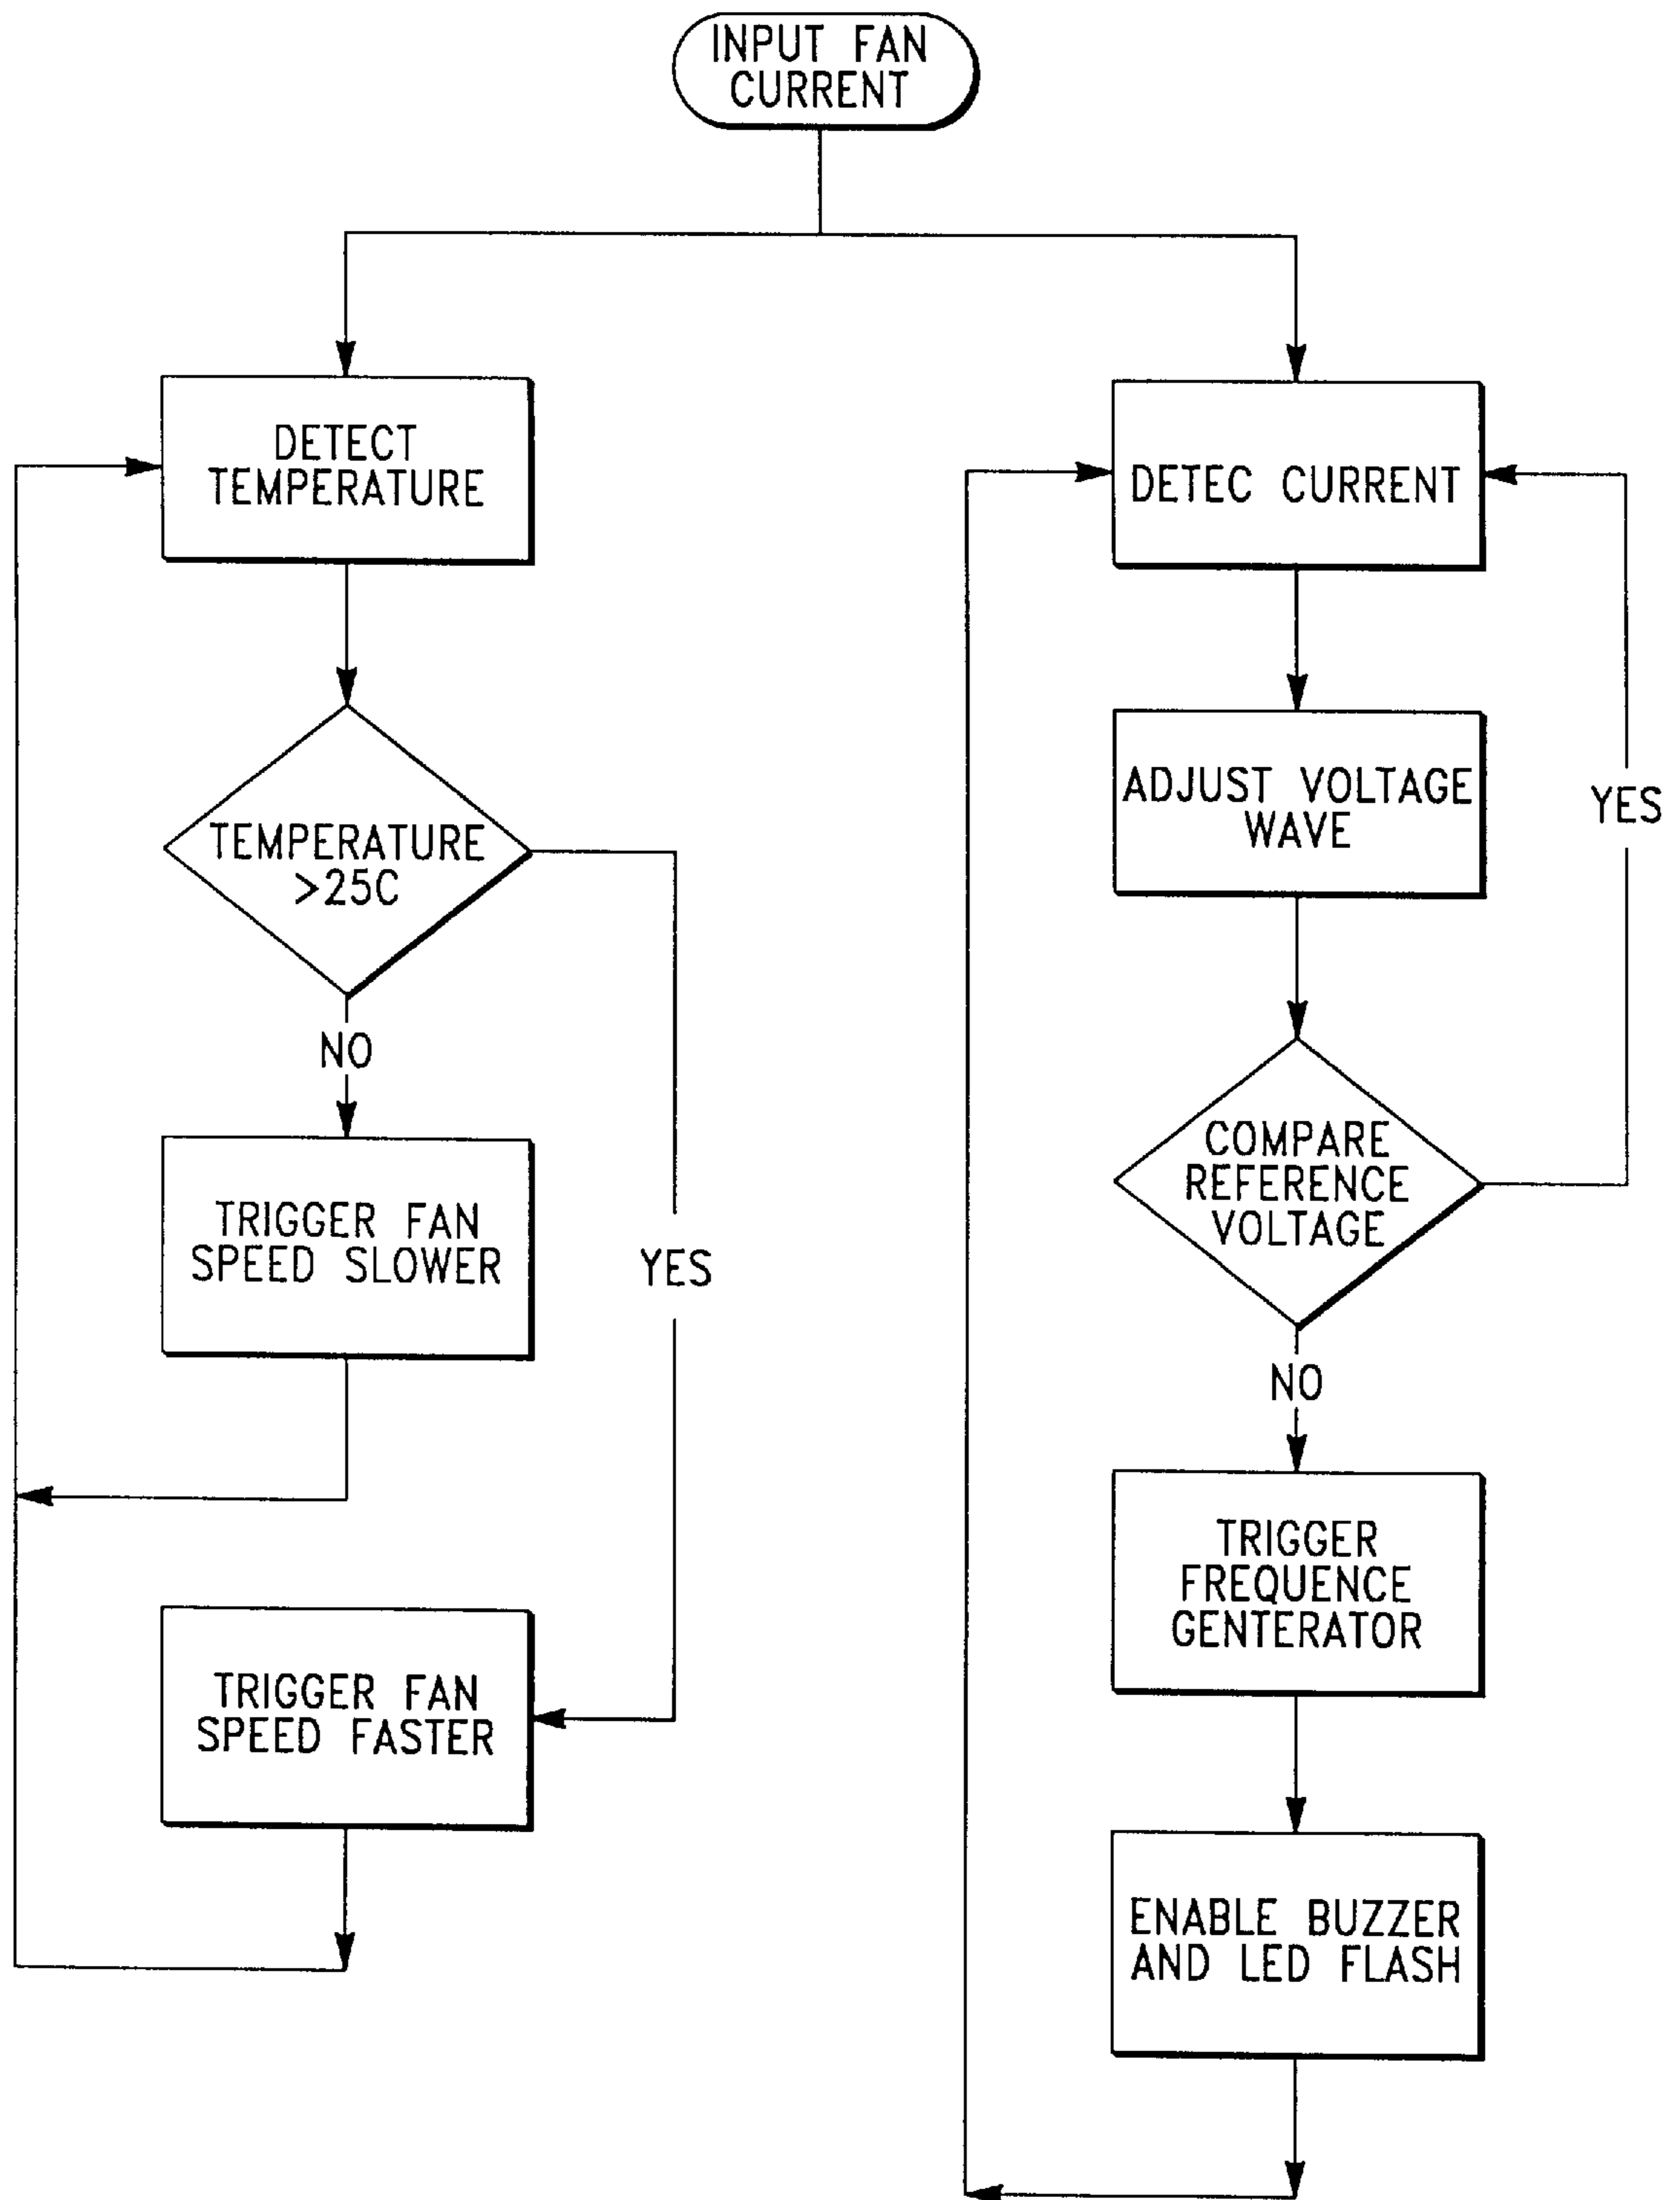 INPUT FAN
CURRENT
DETECT
TEMPERATURE
TEMPERATURE
>25C
NO
TRIGGER FAN
SPEED SLOWER
YES
TRIGGER FAN
SPEED FASTER
DETEC CURRENT
ADJUST VOLTAGE
WAVE
YES
COMPARE
REFERENCE
VOLTAGE
NO
TRIGGER
FREQUENCE
GENTERATOR
ENABLE BUZZER
AND LED FLASH